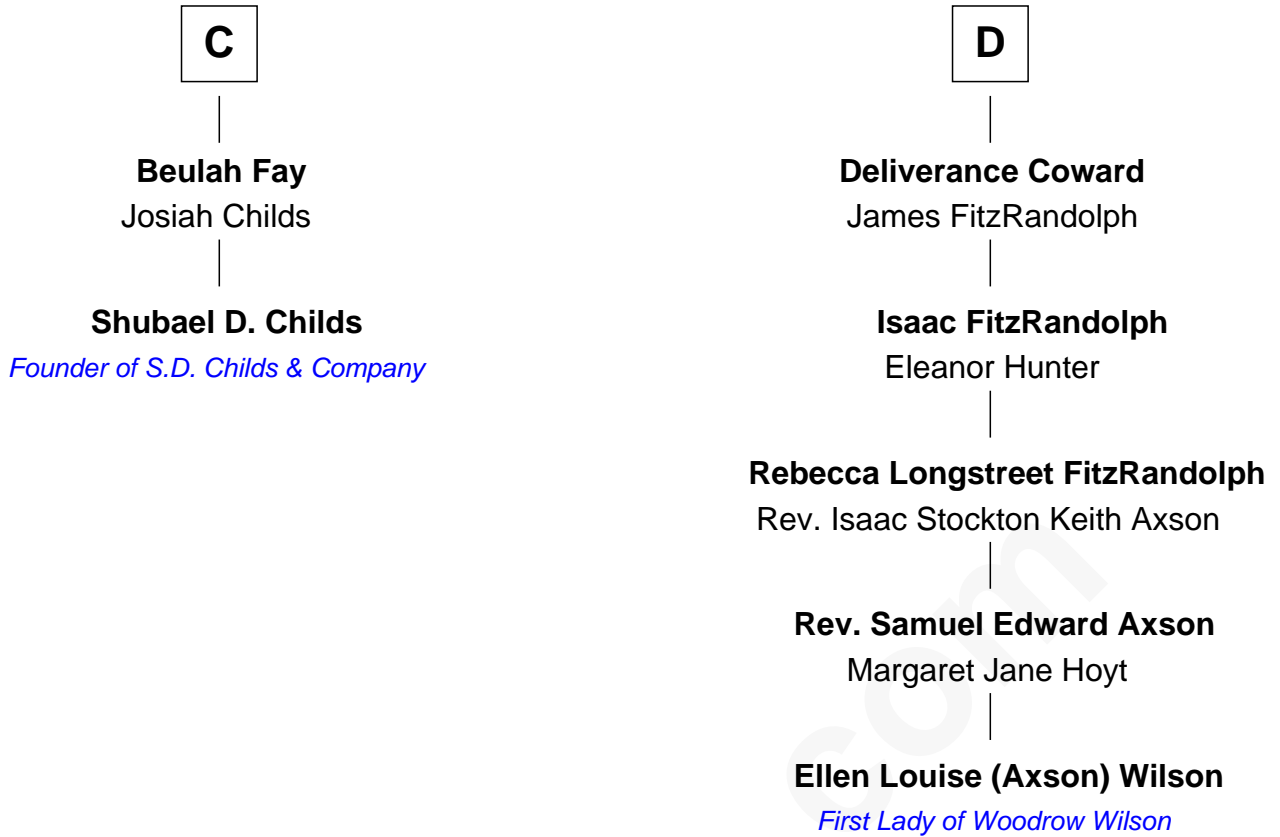 C
Beulah Fay
Josiah Childs
Shubael D. Childs
Founder of S.D. Childs & Company
D
Deliverance Coward
James FitzRandolph
Isaac FitzRandolph
Eleanor Hunter
Rebecca Longstreet FitzRandolph
Rev. Isaac Stockton Keith Axson
Rev. Samuel Edward Axson
Margaret Jane Hoyt
Ellen Louise (Axson) Wilson
First Lady of Woodrow Wilson
com